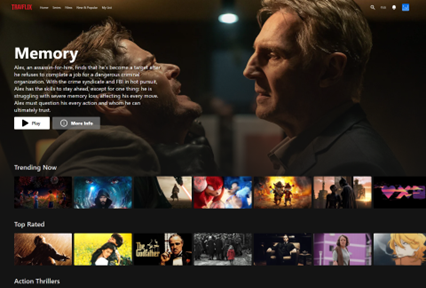 Home Series Films New & Popular My List
Kids
Memory
Alex, an assassin-for-hire, finds that he's become a target after
he refuses to complete a job for a dangerous criminal
organization. With the crime syndicate and FBI in hot pursuit,
Alex has the skills to stay ahead, except for one thing: he is
struggling with severe memory loss, affecting his every move.
Alex must question his every action and whom he can
ultimately trust.
Play
More Info
Trending Now
Top Rated
The
Godfather
Action Thrillers